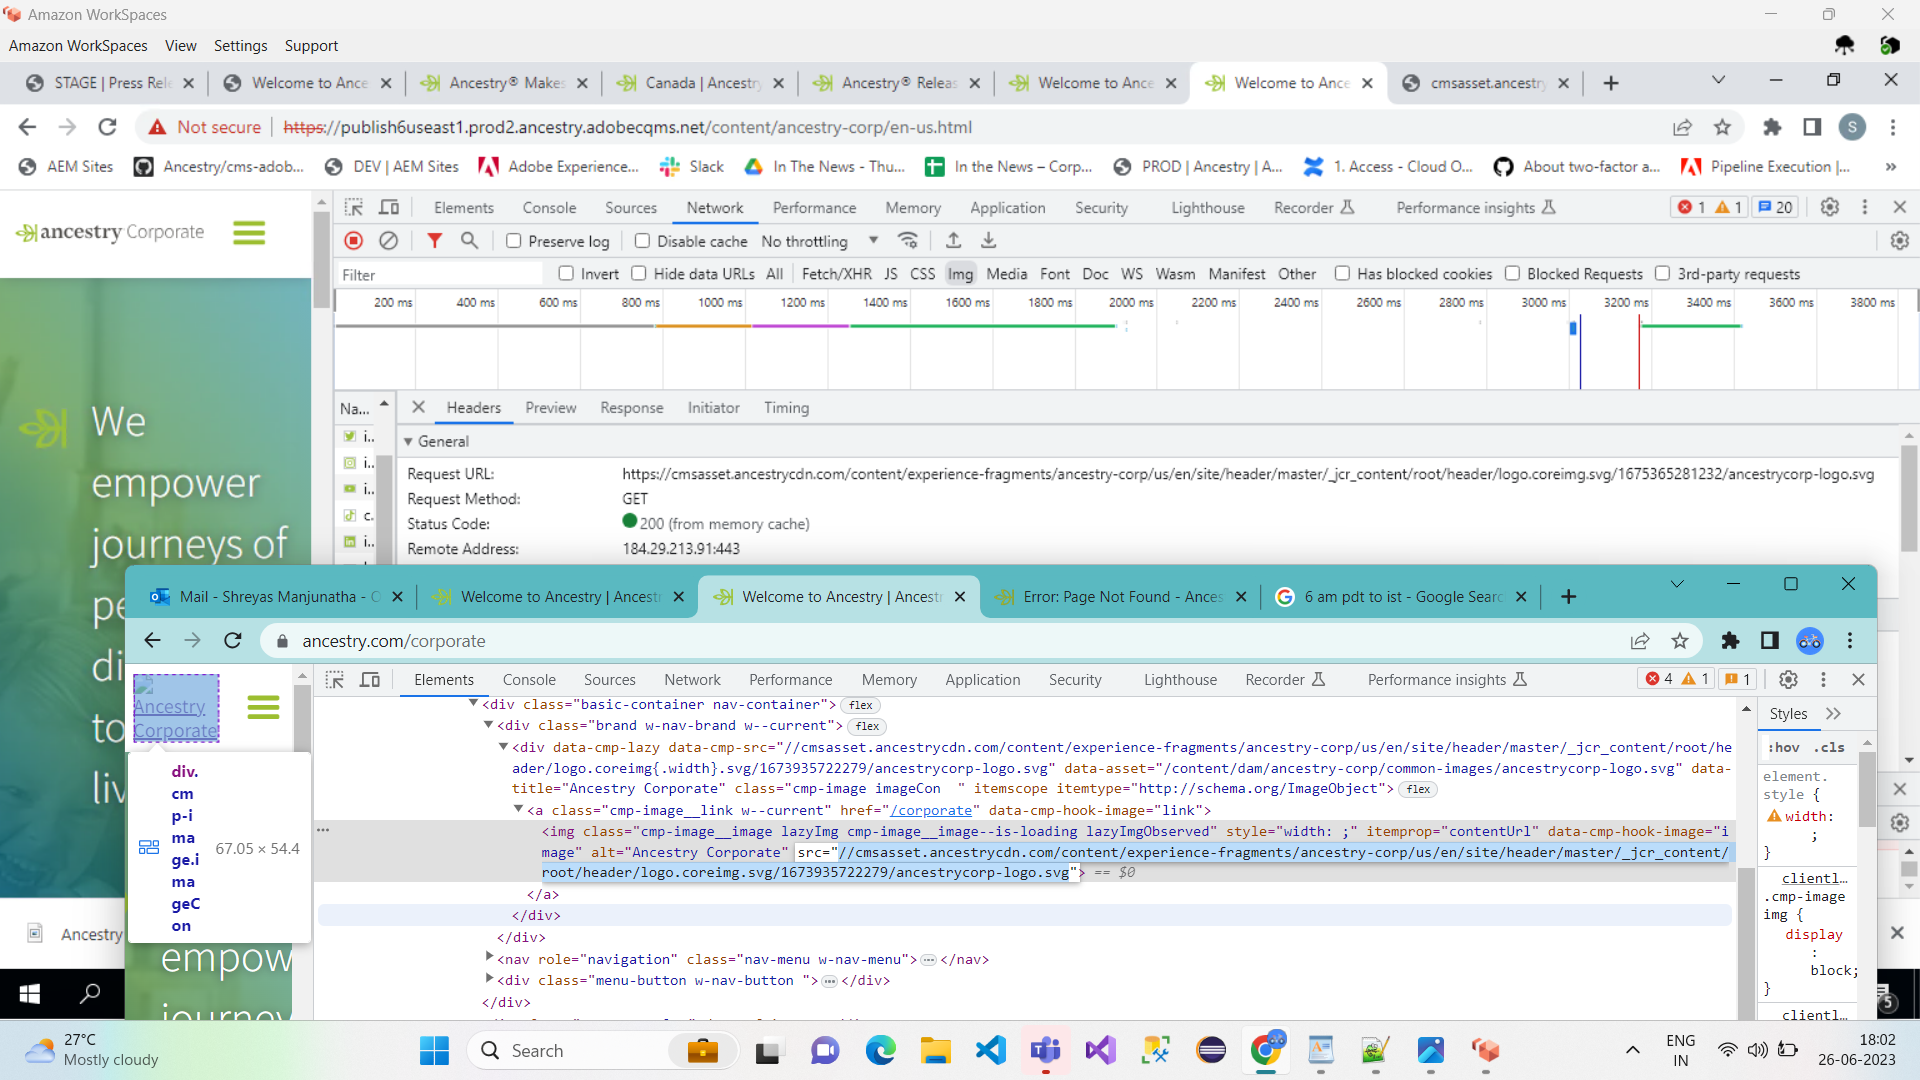 Amazon WorkSpaces
Amazon WorkSpaces View Settings Support
STAGE | Press Rele Welcome to Ance Ancestry® Makes Canada | Ancestry Ancestry® Releas Welcome to Ance Welcome to Ance cmsasset.ancestry
Not secure https://publish6useast1.prod2.ancestry.adobecqms.net/content/ancestry-corp/en-us.html S
AEM Sites Ancestry/cms-adob... DEV | AEM Sites Adobe Experience... Slack In The News - Thu... In the News – Corp... PROD | Ancestry | A... 1. Access - Cloud O... About two-factor a... Pipeline Execution |... »
ancestry Corporate
Elements Console Sources Network Performance Memory Application Security Lighthouse Recorder Performance insights 1 1 20
Preserve log Disable cache No throttling
Filter Invert Hide data URLs All Fetch/XHR JS CSS Img Media Font Doc WS Wasm Manifest Other Has blocked cookies Blocked Requests 3rd-party requests
200 ms 400 ms 600 ms 800 ms 1000 ms 1200 ms 1400 ms 1600 ms 1800 ms 2000 ms 2200 ms 2400 ms 2600 ms 2800 ms 3000 ms 3200 ms 3400 ms 3600 ms 3800 ms
Na... Headers Preview Response Initiator Timing
i..
i..
i..
c.
i..
General
Request URL: https://cmsasset.ancestrycdn.com/content/experience-fragments/ancestry-corp/us/en/site/header/master/_jcr_content/root/header/logo.coreimg.svg/1675365281232/ancestrycorp-logo.svg
Request Method: GET
Status Code: 200 (from memory cache)
Remote Address: 184.29.213.91:443
We
empower
journeys of
pe
di
to
liv
Ancestry
Mail - Shreyas Manjunatha - O Welcome to Ancestry | Ancestr Welcome to Ancestry | Ancestr Error: Page Not Found - Ances 6 am pdt to ist - Google Searc
ancestry.com/corporate
Ancestry
Corporate
div.
cm
p-i
ma
ge.i
ma
geC
on
67.05 × 54.4
empow
journey
Elements Console Sources Network Performance Memory Application Security Lighthouse Recorder Performance insights 4 1 1
<div class="basic-container nav-container"> flex
<div class="brand w-nav-brand w--current"> flex
<div data-cmp-lazy data-cmp-src="//cmsasset.ancestrycdn.com/content/experience-fragments/ancestry-corp/us/en/site/header/master/_jcr_content/root/he
ader/logo.coreimg{.width}.svg/1673935722279/ancestrycorp-logo.svg" data-asset="/content/dam/ancestry-corp/common-images/ancestrycorp-logo.svg" data-
title="Ancestry Corporate" class="cmp-image imageCon  " itemscope itemtype="http://schema.org/ImageObject"> flex
<a class="cmp-image__link w--current" href="/corporate" data-cmp-hook-image="link">
<img class="cmp-image__image lazyImg cmp-image__image--is-loading lazyImgObserved" style="width: ;" itemprop="contentUrl" data-cmp-hook-image="i
mage" alt="Ancestry Corporate" src="//cmsasset.ancestrycdn.com/content/experience-fragments/ancestry-corp/us/en/site/header/master/_jcr_content/
root/header/logo.coreimg.svg/1673935722279/ancestrycorp-logo.svg"> == $0
</a>
</div>
</div>
<nav role="navigation" class="nav-menu w-nav-menu">…</nav>
<div class="menu-button w-nav-button ">…</div>
</div>
Styles
:hov .cls
element.
style {
width:
;
}
clientl…
.cmp-image
img {
display
:
block;
}
clientl…
5
27°C
Mostly cloudy
Search
ENG
IN
18:02
26-06-2023